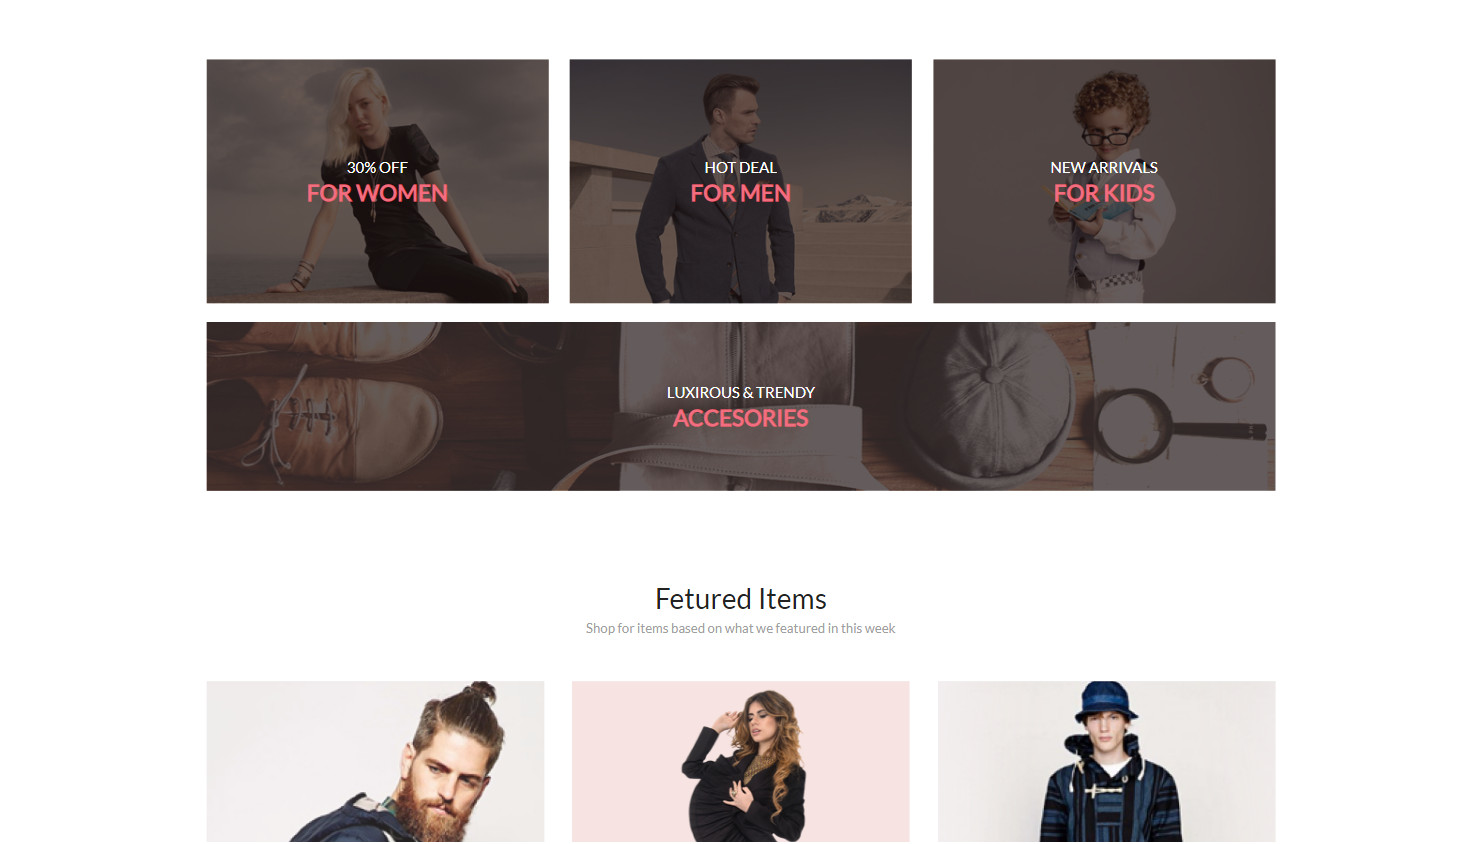 30% OFF
FOR WOMEN
HOT DEAL
FOR MEN
NEW ARRIVALS
FOR KIDS
LUXIROUS & TRENDY
ACCESORIES
Fetured Items
Shop for items based on what we featured in this week